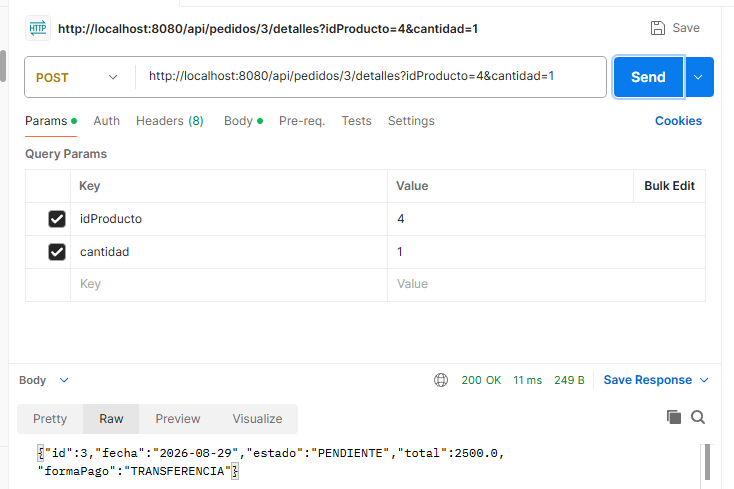 HTTP http://localhost:8080/api/pedidos/3/detalles?idProducto=4&cantidad=1 Save
POST http://localhost:8080/api/pedidos/3/detalles?idProducto=4&cantidad=1 Send
Params Auth Headers (8) Body Pre-req. Tests Settings Cookies
Query Params
Key Value Bulk Edit
idProducto 4
cantidad 1
Key Value
Body 200 OK 11 ms 249 B Save Response
Pretty Raw Preview Visualize
{"id":3,"fecha":"2026-08-29","estado":"PENDIENTE","total":2500.0,
"formaPago":"TRANSFERENCIA"}